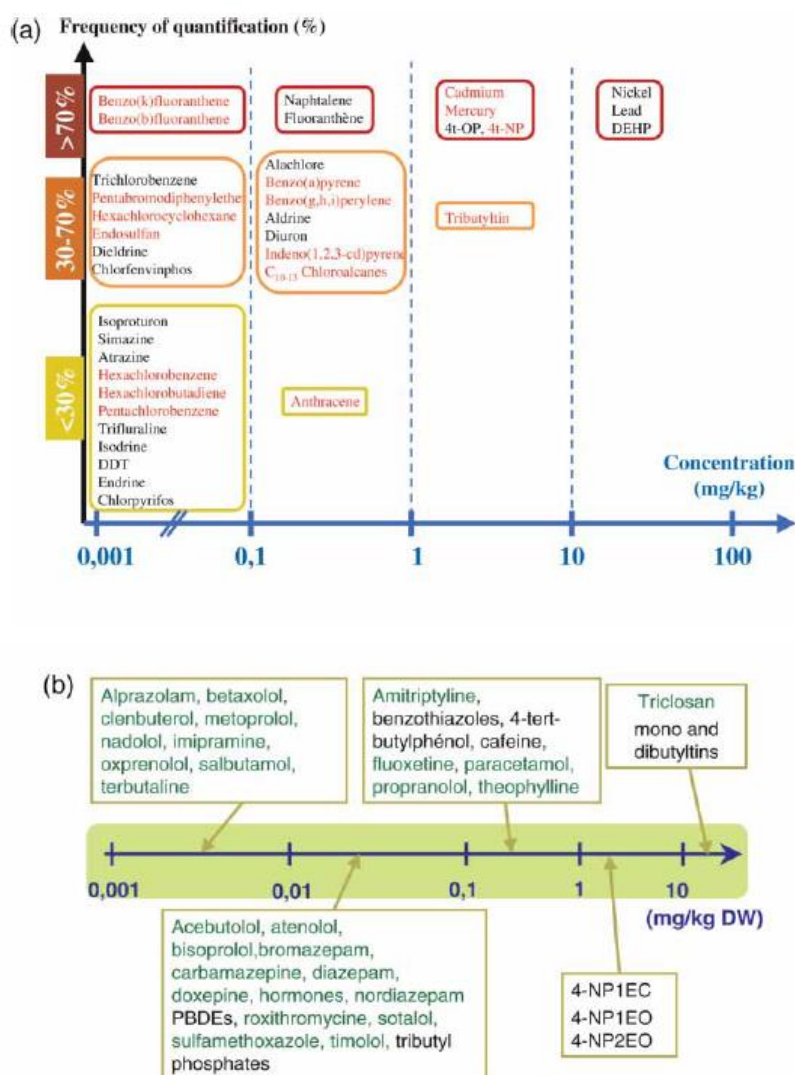 (a)
Frequency of quantification (%)
>70%
Benzo(k)fluoranthene
Benzo(b)fluoranthene
Naphtalene
Fluoranthène
Cadmium
Mercury
4t-OP, 4t-NP
Nickel
Lead
DEHP
30-70%
Trichlorobenzene
Pentabromodiphenylethe
Hexachlorocyclohexane
Endosulfan
Dieldrine
Chlorfenvinphos
Alachlore
Benzo(a)pyrene
Benzo(g,h,i)perylene
Aldrine
Diuron
Indeno(1,2,3-cd)pyrene
C10-13 Chloroalcanes
Tributyltin
<30%
Isoproturon
Simazine
Atrazine
Hexachlorobenzene
Hexachlorobutadiene
Pentachlorobenzene
Trifluraline
Isodrine
DDT
Endrine
Chlorpyrifos
Anthracene
Concentration
(mg/kg)
0,001
0,1
1
10
100
(b)
Alprazolam, betaxolol,
clenbuterol, metoprolol,
nadolol, imipramine,
oxprenolol, salbutamol,
terbutaline
Amitriptyline,
benzothiazoles, 4-tert-
butylphénol, cafeine,
fluoxetine, paracetamol,
propranolol, theophylline
Triclosan
mono and
dibutyltins
0,001
0,01
0,1
1
10
(mg/kg DW)
Acebutolol, atenolol,
bisoprolol,bromazepam,
carbamazepine, diazepam,
doxepine, hormones, nordiazepam
PBDEs, roxithromycine, sotalol,
sulfamethoxazole, timolol, tributyl
phosphates
4-NP1EC
4-NP1EO
4-NP2EO